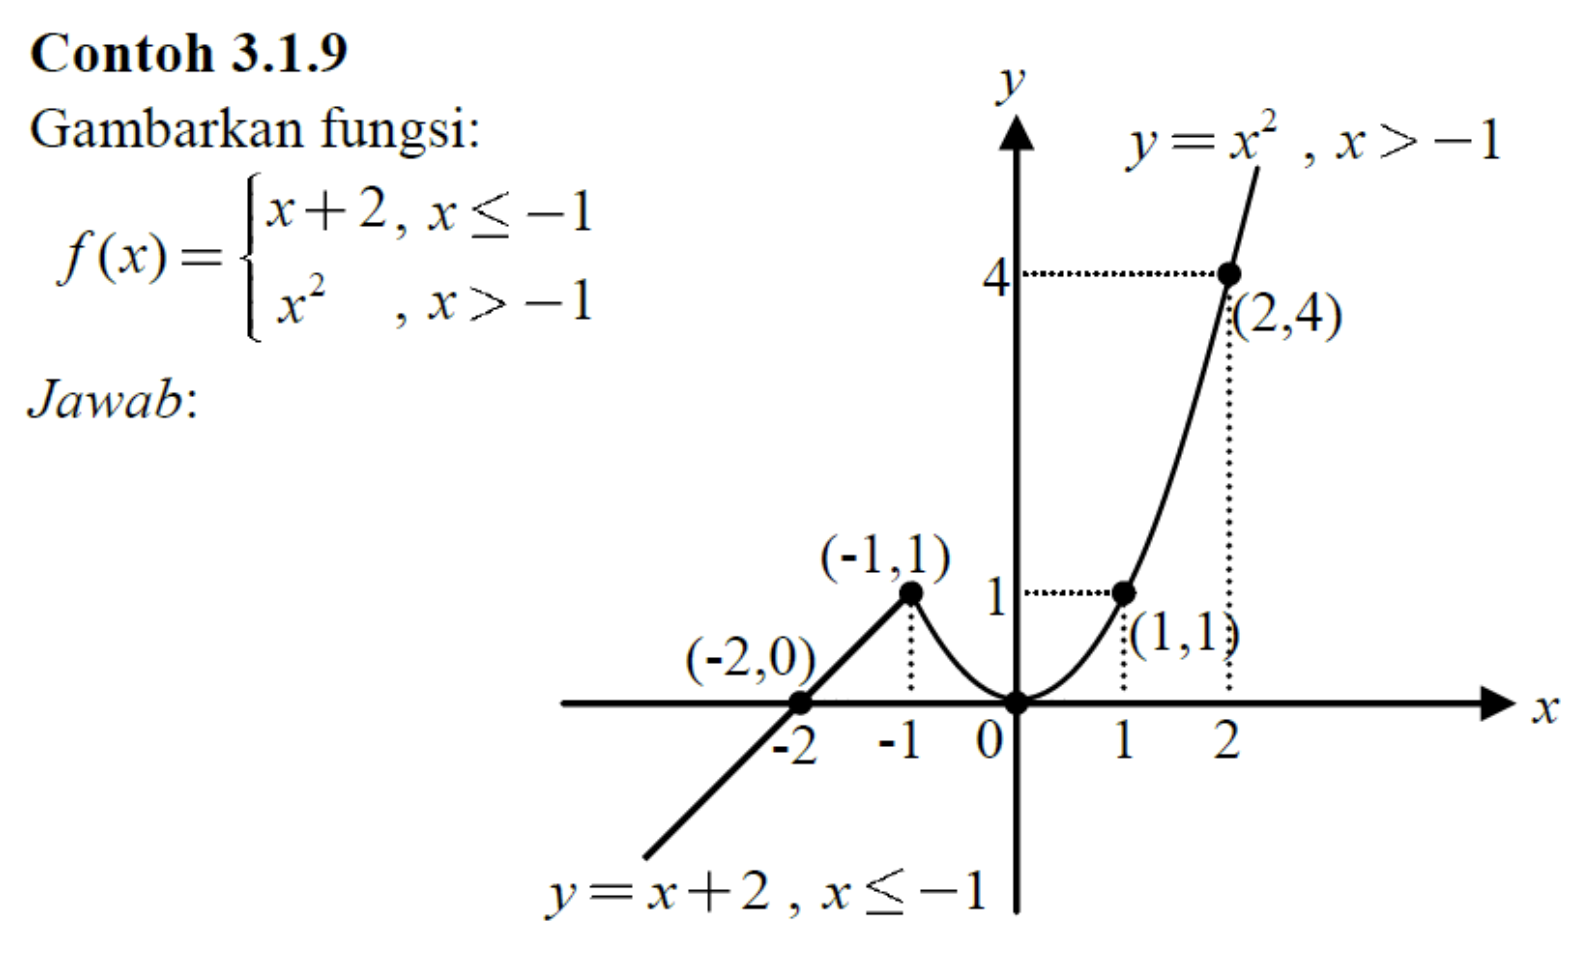 Contoh 3.1.9
Gambarkan fungsi:
f(x) = { x+2, x ≤ −1
x² , x > −1
Jawab:
y
y = x² , x > −1
4
(2,4)
(-1,1)
1
(1,1)
(-2,0)
x
-2 -1 0 1 2
y = x+2 , x ≤ −1